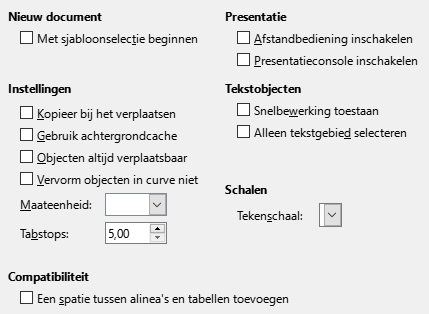 Nieuw document
Met sjabloonselectie beginnen
Presentatie
Afstandbediening inschakelen
Presentatieconsole inschakelen
Instellingen
Kopieer bij het verplaatsen
Gebruik achtergrondcache
Objecten altijd verplaatsbaar
Vervorm objecten in curve niet
Maateenheid:
Tabstops: 5,00
Tekstobjecten
Snelbewerking toestaan
Alleen tekstgebied selecteren
Schalen
Tekenschaal:
Compatibiliteit
Een spatie tussen alinea's en tabellen toevoegen